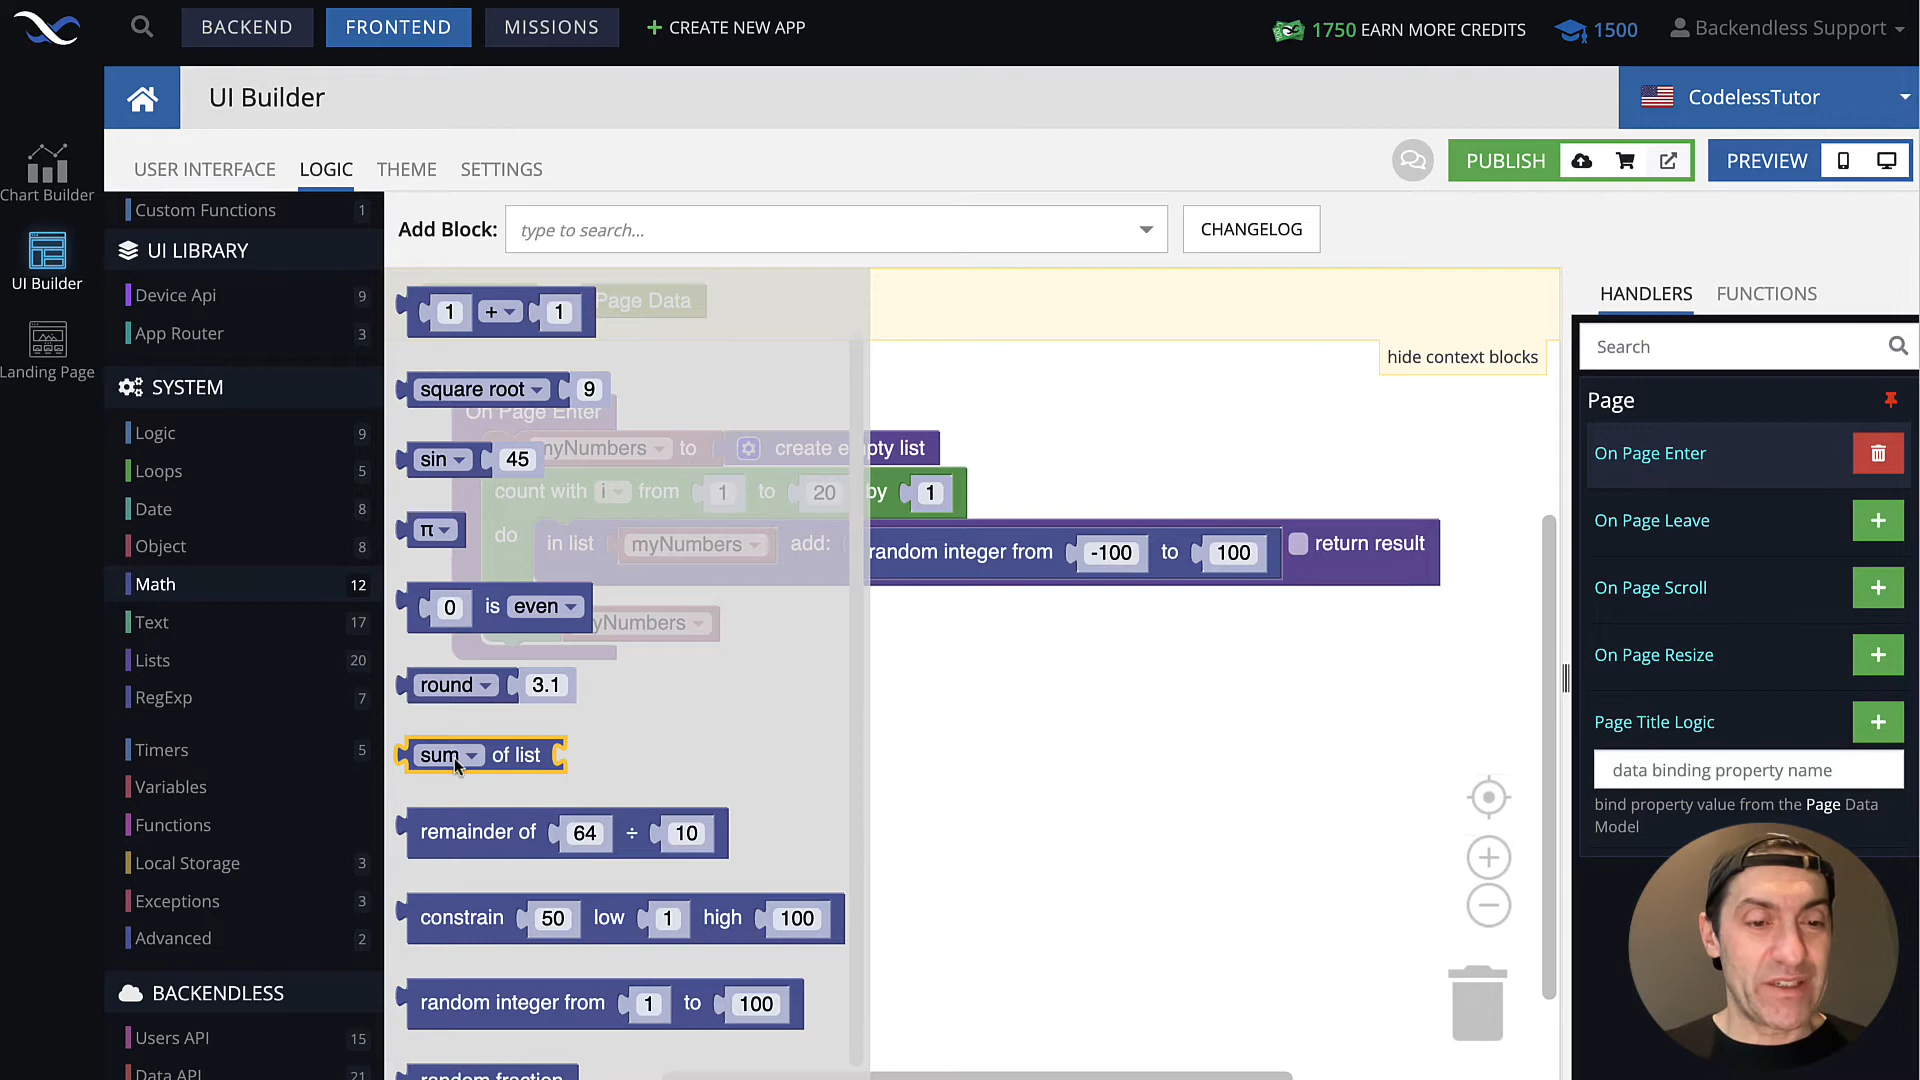 BACKEND
FRONTEND
MISSIONS
+ CREATE NEW APP
1750 EARN MORE CREDITS
1500
Backendless Support
UI Builder
CodelessTutor
USER INTERFACE
LOGIC
THEME
SETTINGS
PUBLISH
PREVIEW
Chart Builder
UI Builder
Landing Page
Custom Functions 1
UI LIBRARY
Device Api 9
App Router 3
SYSTEM
Logic 9
Loops 5
Date 8
Object 8
Math 12
Text 17
Lists 20
RegExp 7
Timers 5
Variables
Functions
Local Storage 3
Exceptions 3
Advanced 2
BACKENDLESS
Users API 15
Data API 21
Add Block:
type to search...
CHANGELOG
Page Data
hide context blocks
1 + 1
square root 9
On Page Enter
sin 45
myNumbers to create empty list
count with i from 1 to 20 by 1
π
do in list myNumbers add: random integer from -100 to 100 return result
0 is even
yNumbers
round 3.1
sum of list
remainder of 64 ÷ 10
constrain 50 low 1 high 100
random integer from 1 to 100
random fraction
HANDLERS
FUNCTIONS
Search
Page
On Page Enter
On Page Leave +
On Page Scroll +
On Page Resize +
Page Title Logic +
data binding property name
bind property value from the Page Data
Model